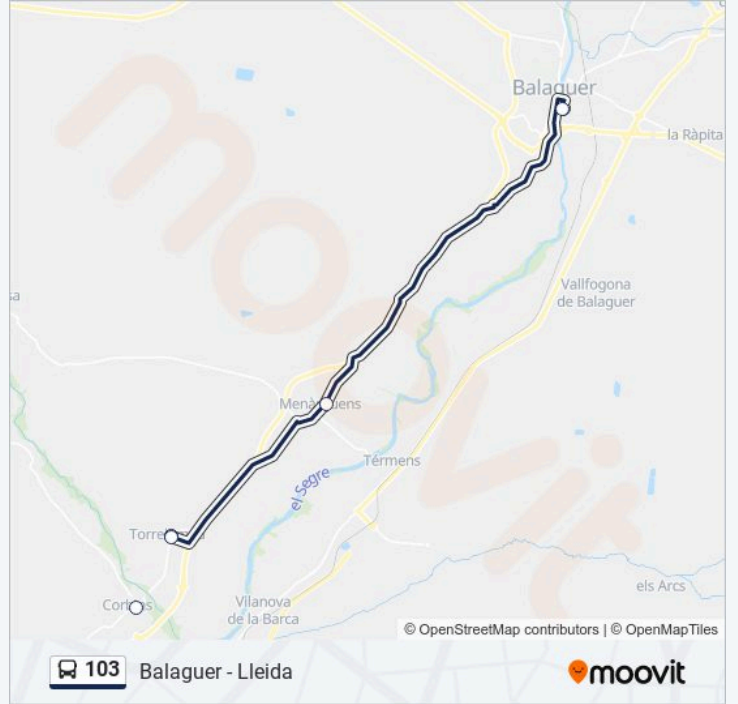 Balaguer
la Ràpita
Vallfogona
de Balaguer
Térmens
el Segre
els Arcs
Vilanova
de la Barca
© OpenStreetMap contributors | © OpenMapTiles
103 Balaguer - Lleida
moovit
moovit